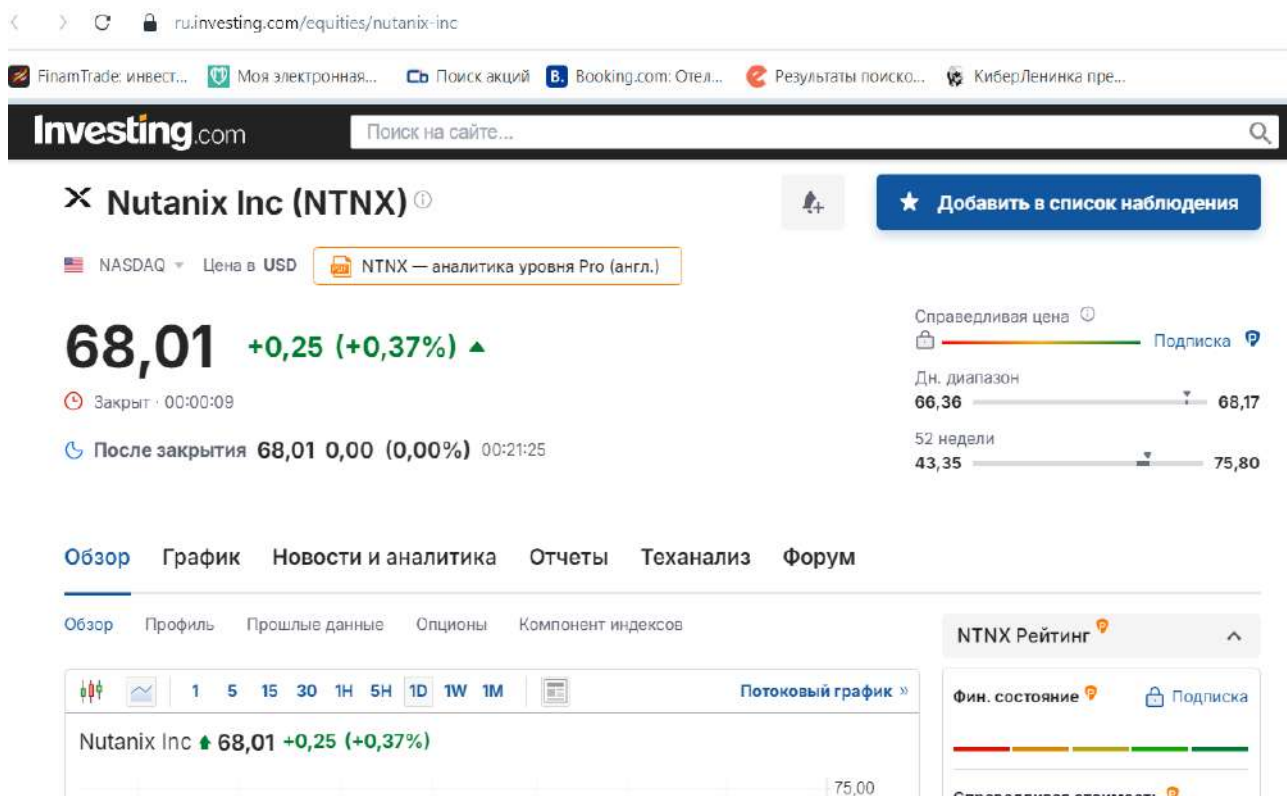 ru.investing.com/equities/nutanix-inc
FinamTrade: инвест... Моя электронная... Сb Поиск акций B. Booking.com: Отел... Результаты поиско... КиберЛенинка пре...
Investing.com Поиск на сайте...
Nutanix Inc (NTNX)
Добавить в список наблюдения
NASDAQ Цена в USD PDF NTNX — аналитика уровня Pro (англ.)
68,01 +0,25 (+0,37%)
Закрыт · 00:00:09
После закрытия 68,01 0,00 (0,00%) 00:21:25
Справедливая цена
Подписка
Дн. диапазон
66,36 68,17
52 недели
43,35 75,80
Обзор График Новости и аналитика Отчеты Теханализ Форум
Обзор Профиль Прошлые данные Опционы Компонент индексов
NTNX Рейтинг
1 5 15 30 1H 5H 1D 1W 1M Потоковый график »
Фин. состояние Подписка
Nutanix Inc 68,01 +0,25 (+0,37%)
75,00